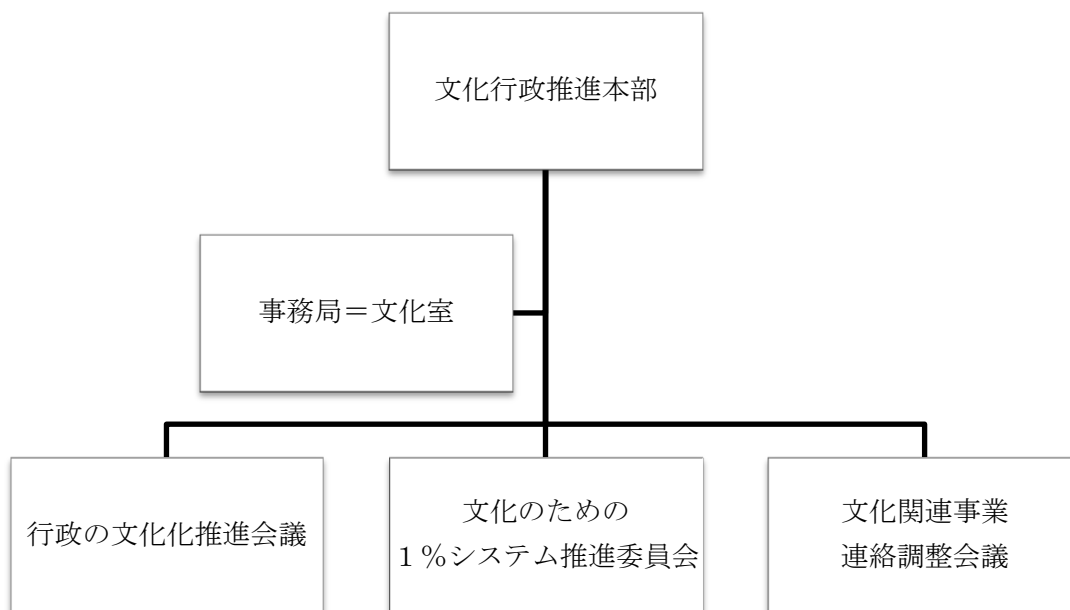 文化行政推進本部
事務局＝文化室
行政の文化化推進会議
文化のための
１％システム推進委員会
文化関連事業
連絡調整会議